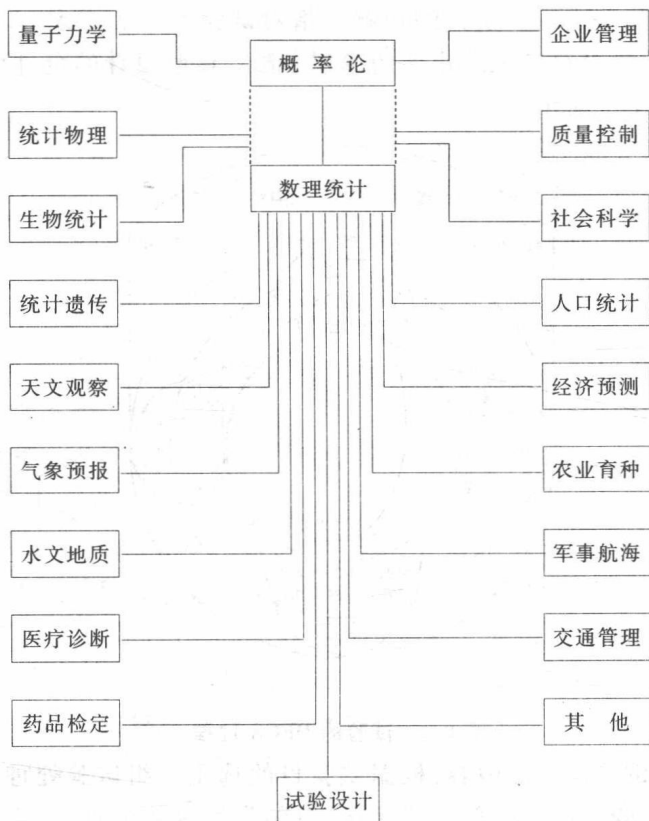 量子力学
企业管理
概率论
统计物理
质量控制
数理统计
生物统计
社会科学
统计遗传
人口统计
天文观察
经济预测
气象预报
农业育种
水文地质
军事航海
医疗诊断
交通管理
药品检定
其他
试验设计